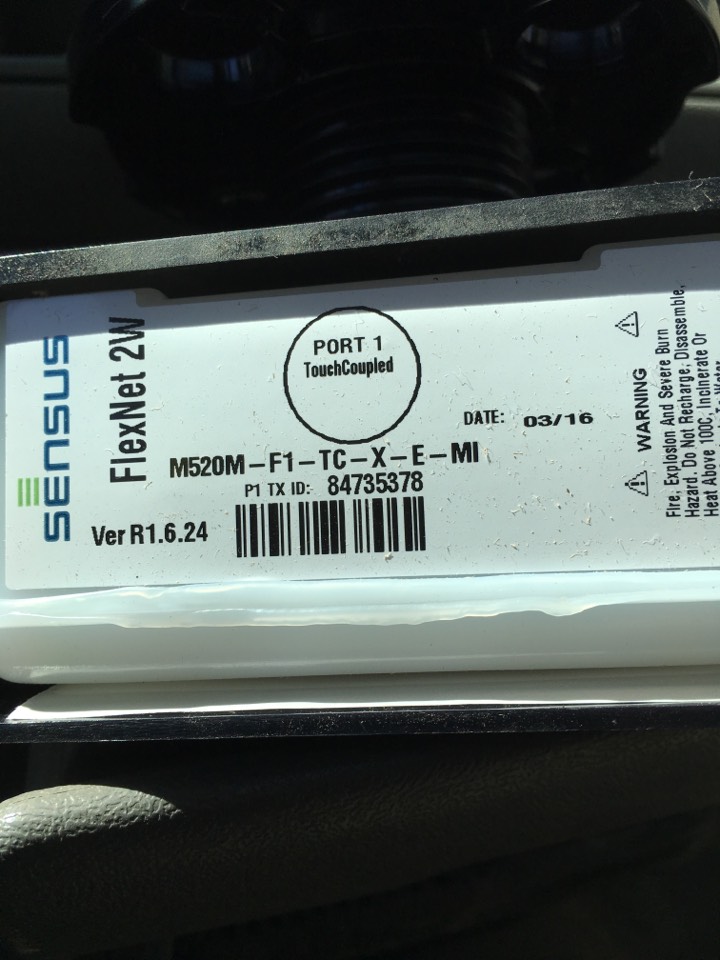 SENSUS
FlexNet 2W
PORT 1
TouchCoupled
DATE: 03/16
M520M-F1-TC-X-E-MI
P1 TX ID: 84735378
Ver R1.6.24
WARNING
Fire, Explosion And Severe Burn
Hazard. Do Not Recharge, Disassemble,
Heat Above 100C, Incinerate Or